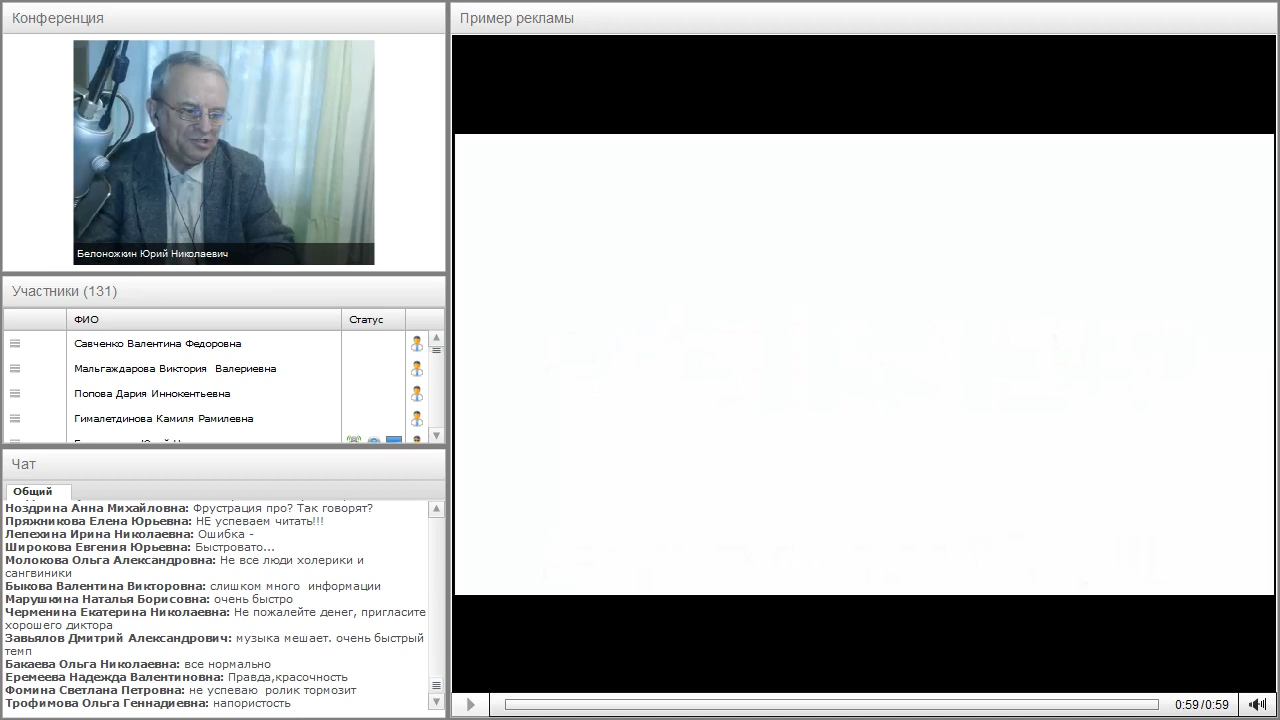 Конференция
Белоножкин Юрий Николаевич
Участники (131)
ФИО Статус
Савченко Валентина Федоровна
Мальгаждарова Виктория Валериевна
Попова Дария Иннокентьевна
Гималетдинова Камиля Рамилевна
Чат
Общий
Ноздрина Анна Михайловна: Фрустрация про? Так говорят?
Пряжникова Елена Юрьевна: НЕ успеваем читать!!!
Лепехина Ирина Николаевна: Ошибка -
Широкова Евгения Юрьевна: Быстровато...
Молокова Ольга Александровна: Не все люди холерики и
сангвиники
Быкова Валентина Викторовна: слишком много информации
Марушкина Наталья Борисовна: очень быстро
Черменина Екатерина Николаевна: Не пожалейте денег, пригласите
хорошего диктора
Завьялов Дмитрий Александрович: музыка мешает. очень быстрый
темп
Бакаева Ольга Николаевна: все нормально
Еремеева Надежда Валентиновна: Правда,красочность
Фомина Светлана Петровна: не успеваю ролик тормозит
Трофимова Ольга Геннадиевна: напористость
Пример рекламы
0:59/0:59